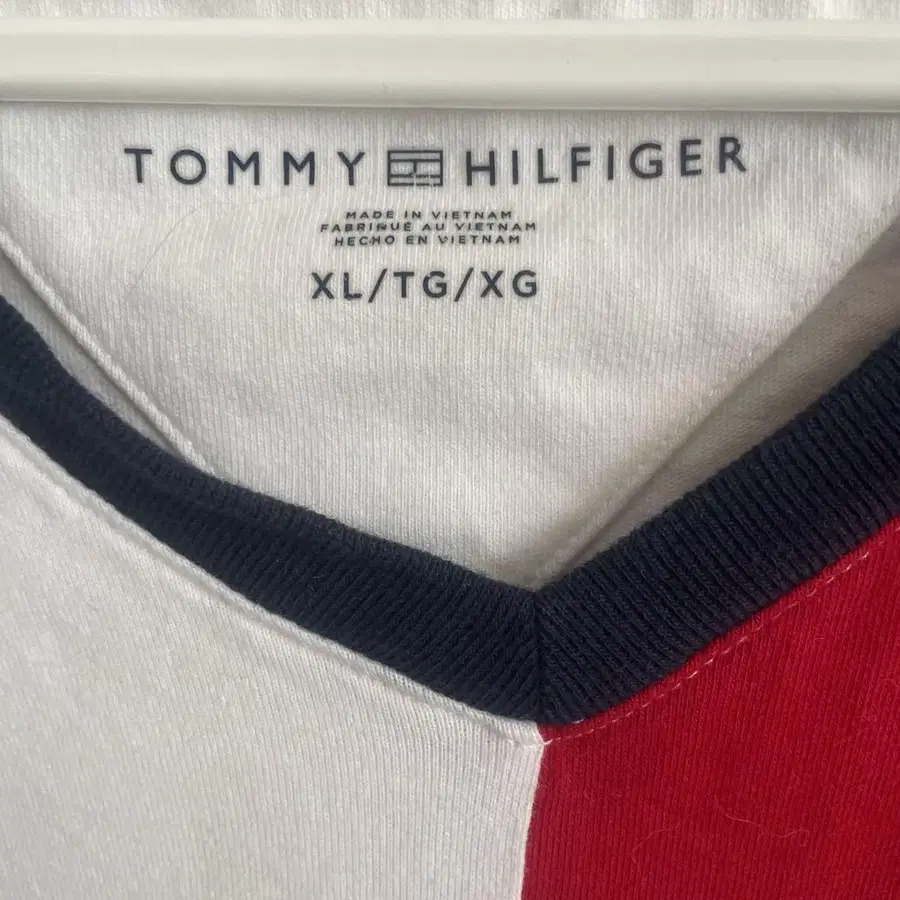 TOMMY HILFIGER
MADE IN VIETNAM
FABRIQUÉ AU VIETNAM
HECHO EN VIETNAM
XL/TG/XG